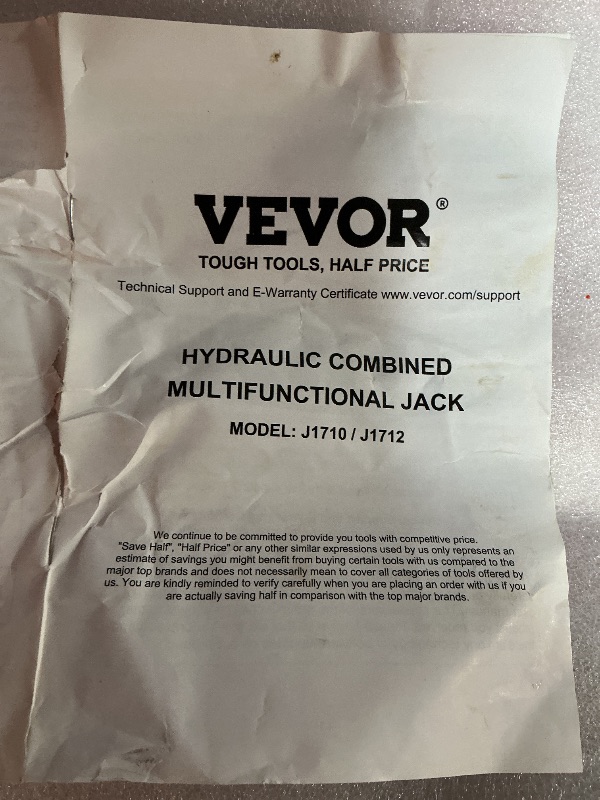 VEVOR®
TOUGH TOOLS, HALF PRICE
Technical Support and E-Warranty Certificate www.vevor.com/support
HYDRAULIC COMBINED
MULTIFUNCTIONAL JACK
MODEL: J1710 / J1712
We continue to be committed to provide you tools with competitive price.
"Save Half", "Half Price" or any other similar expressions used by us only represents an
estimate of savings you might benefit from buying certain tools with us compared to the
major top brands and does not necessarily mean to cover all categories of tools offered by
us. You are kindly reminded to verify carefully when you are placing an order with us if you
are actually saving half in comparison with the top major brands.